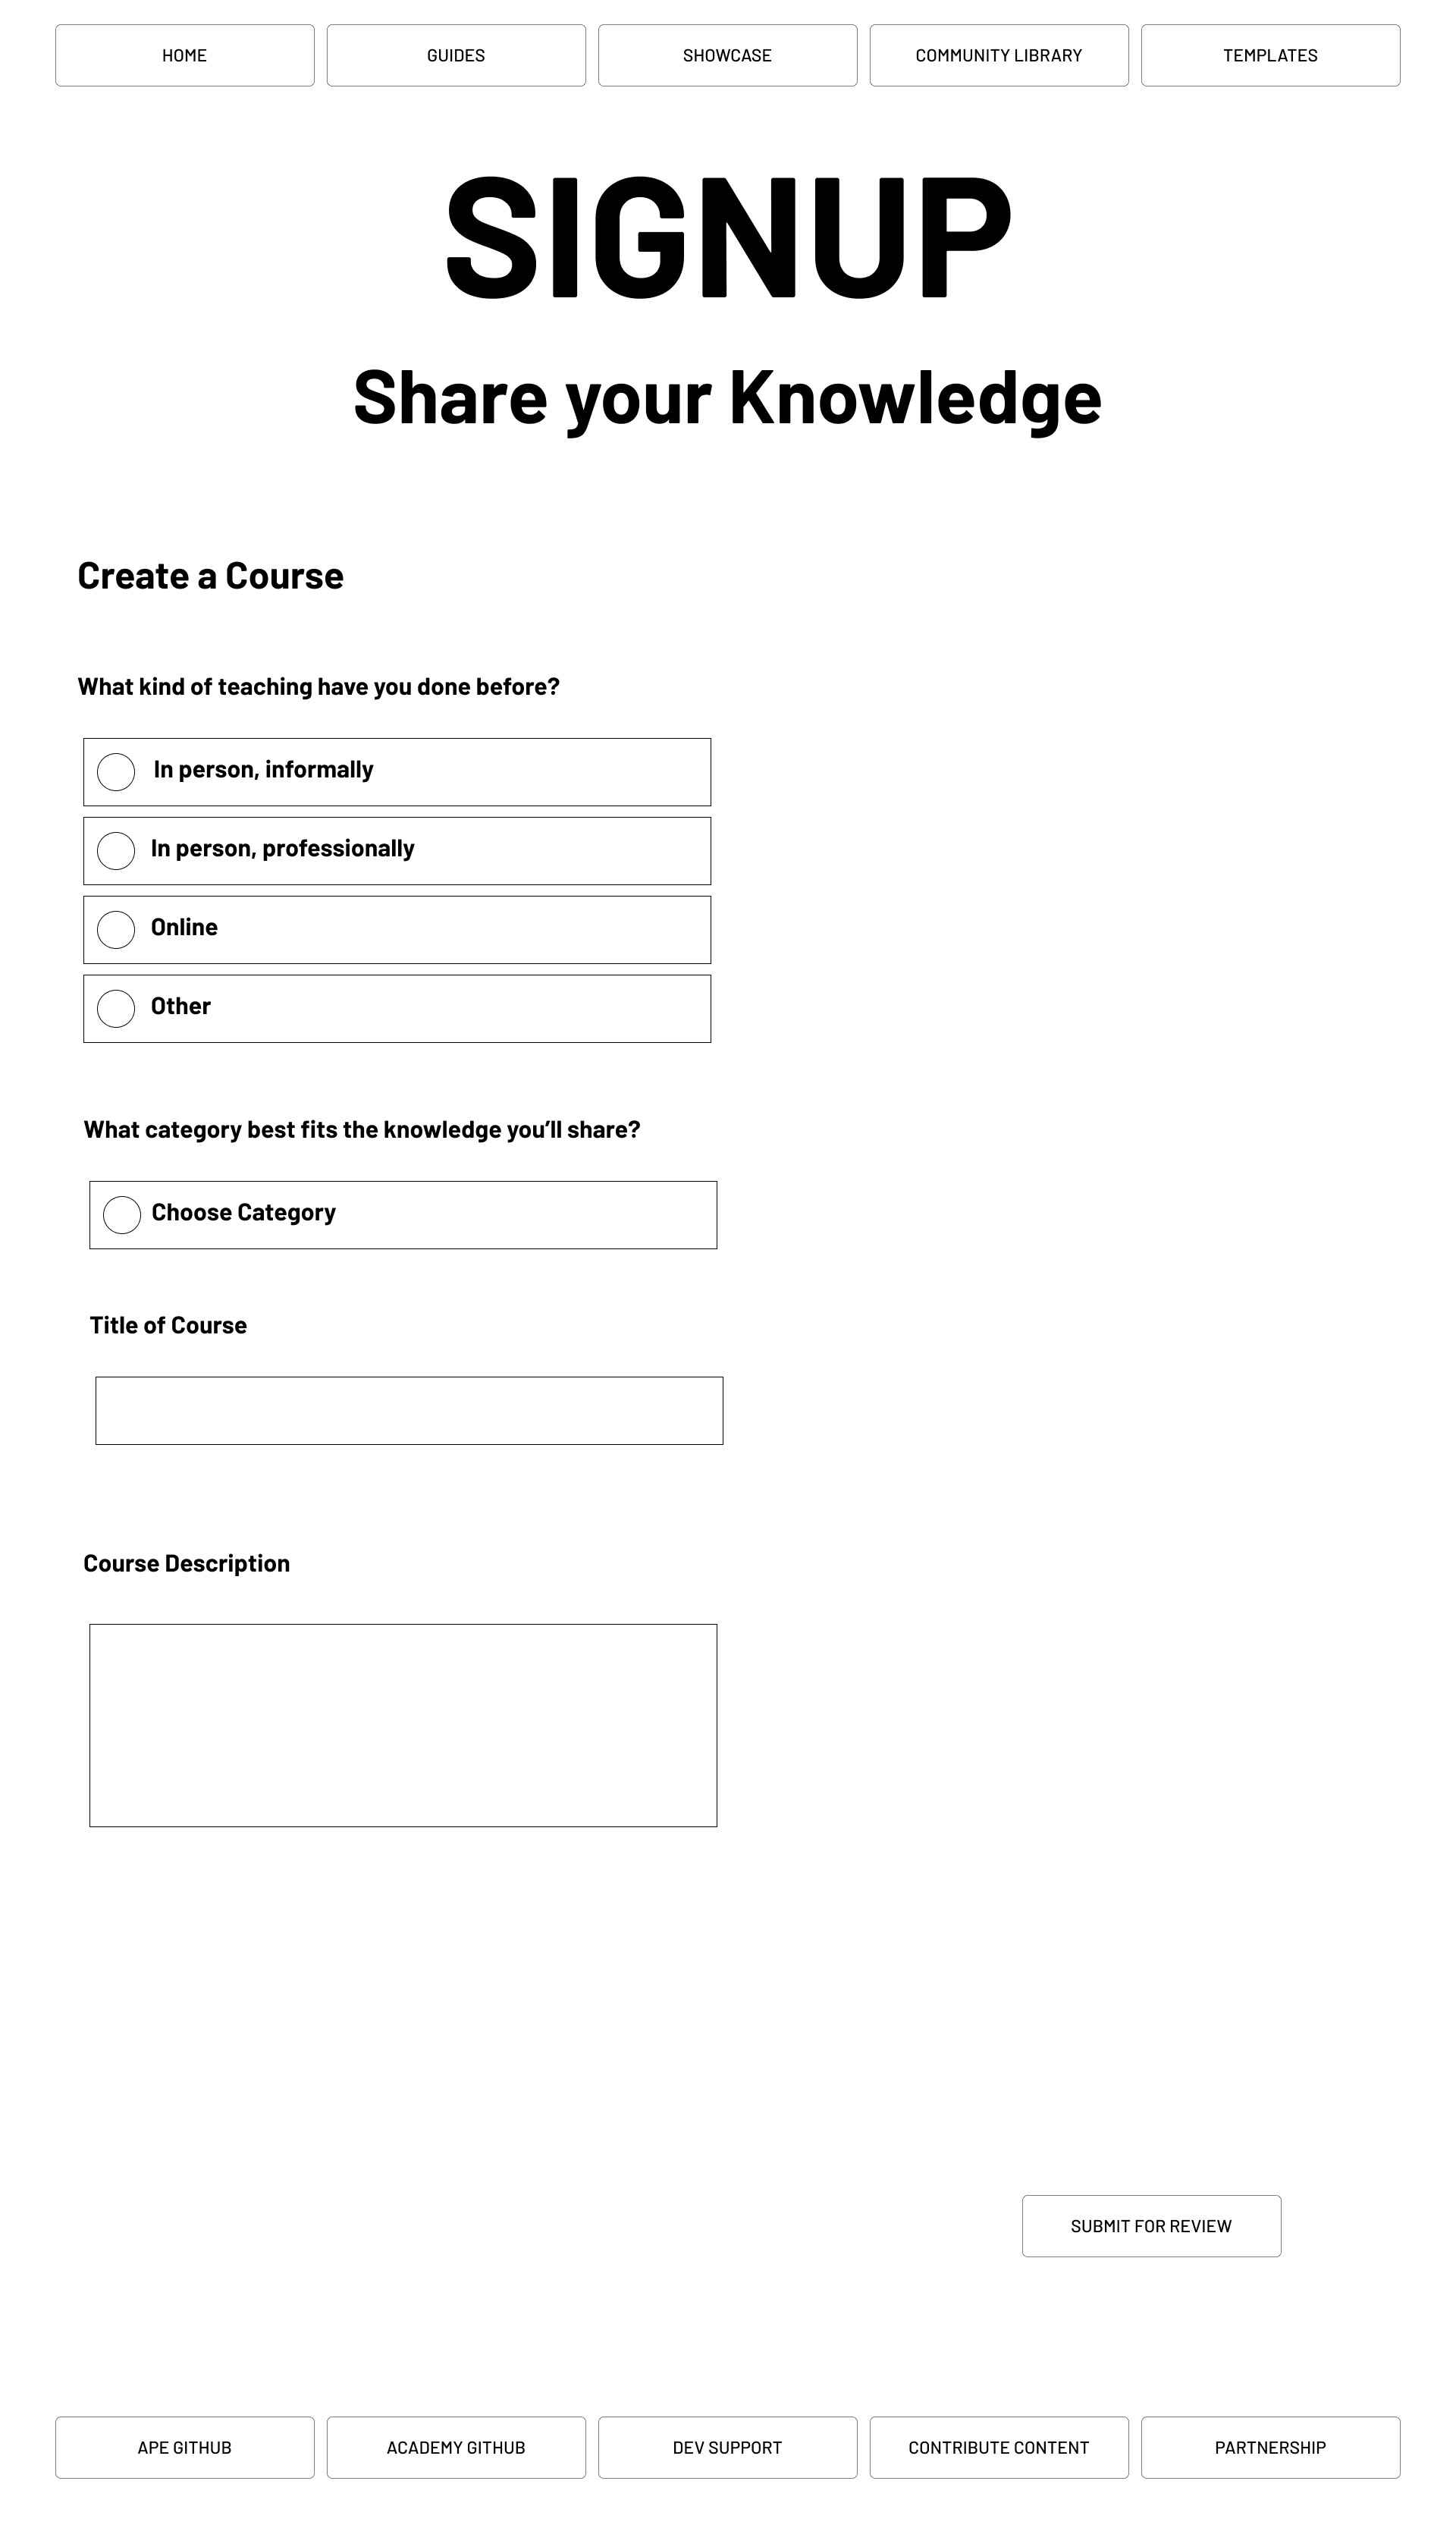 HOME
GUIDES
SHOWCASE
COMMUNITY LIBRARY
TEMPLATES
SIGNUP
Share your Knowledge
Create a Course
What kind of teaching have you done before?
In person, informally
In person, professionally
Online
Other
What category best fits the knowledge you’ll share?
Choose Category
Title of Course
Course Description
SUBMIT FOR REVIEW
APE GITHUB
ACADEMY GITHUB
DEV SUPPORT
CONTRIBUTE CONTENT
PARTNERSHIP